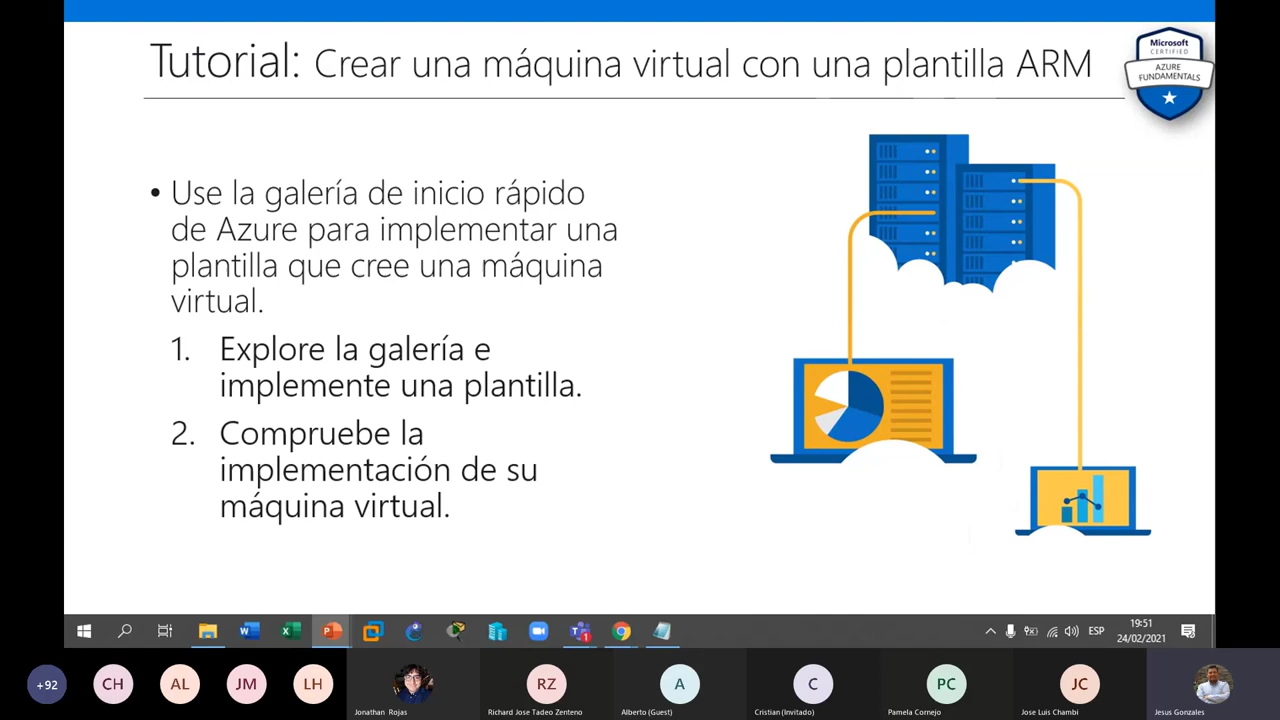 Tutorial: Crear una máquina virtual con una plantilla ARM
Microsoft
CERTIFIED
AZURE
FUNDAMENTALS
• Use la galería de inicio rápido
de Azure para implementar una
plantilla que cree una máquina
virtual.
1. Explore la galería e
implemente una plantilla.
2. Compruebe la
implementación de su
máquina virtual.
ESP
19:51
24/02/2021
+92
CH
AL
JM
LH
RZ
A
C
PC
JC
Jonathan Rojas
Richard Jose Tadeo Zenteno
Alberto (Guest)
Cristian (Invitado)
Pamela Cornejo
Jose Luis Chambi
Jesus Gonzales